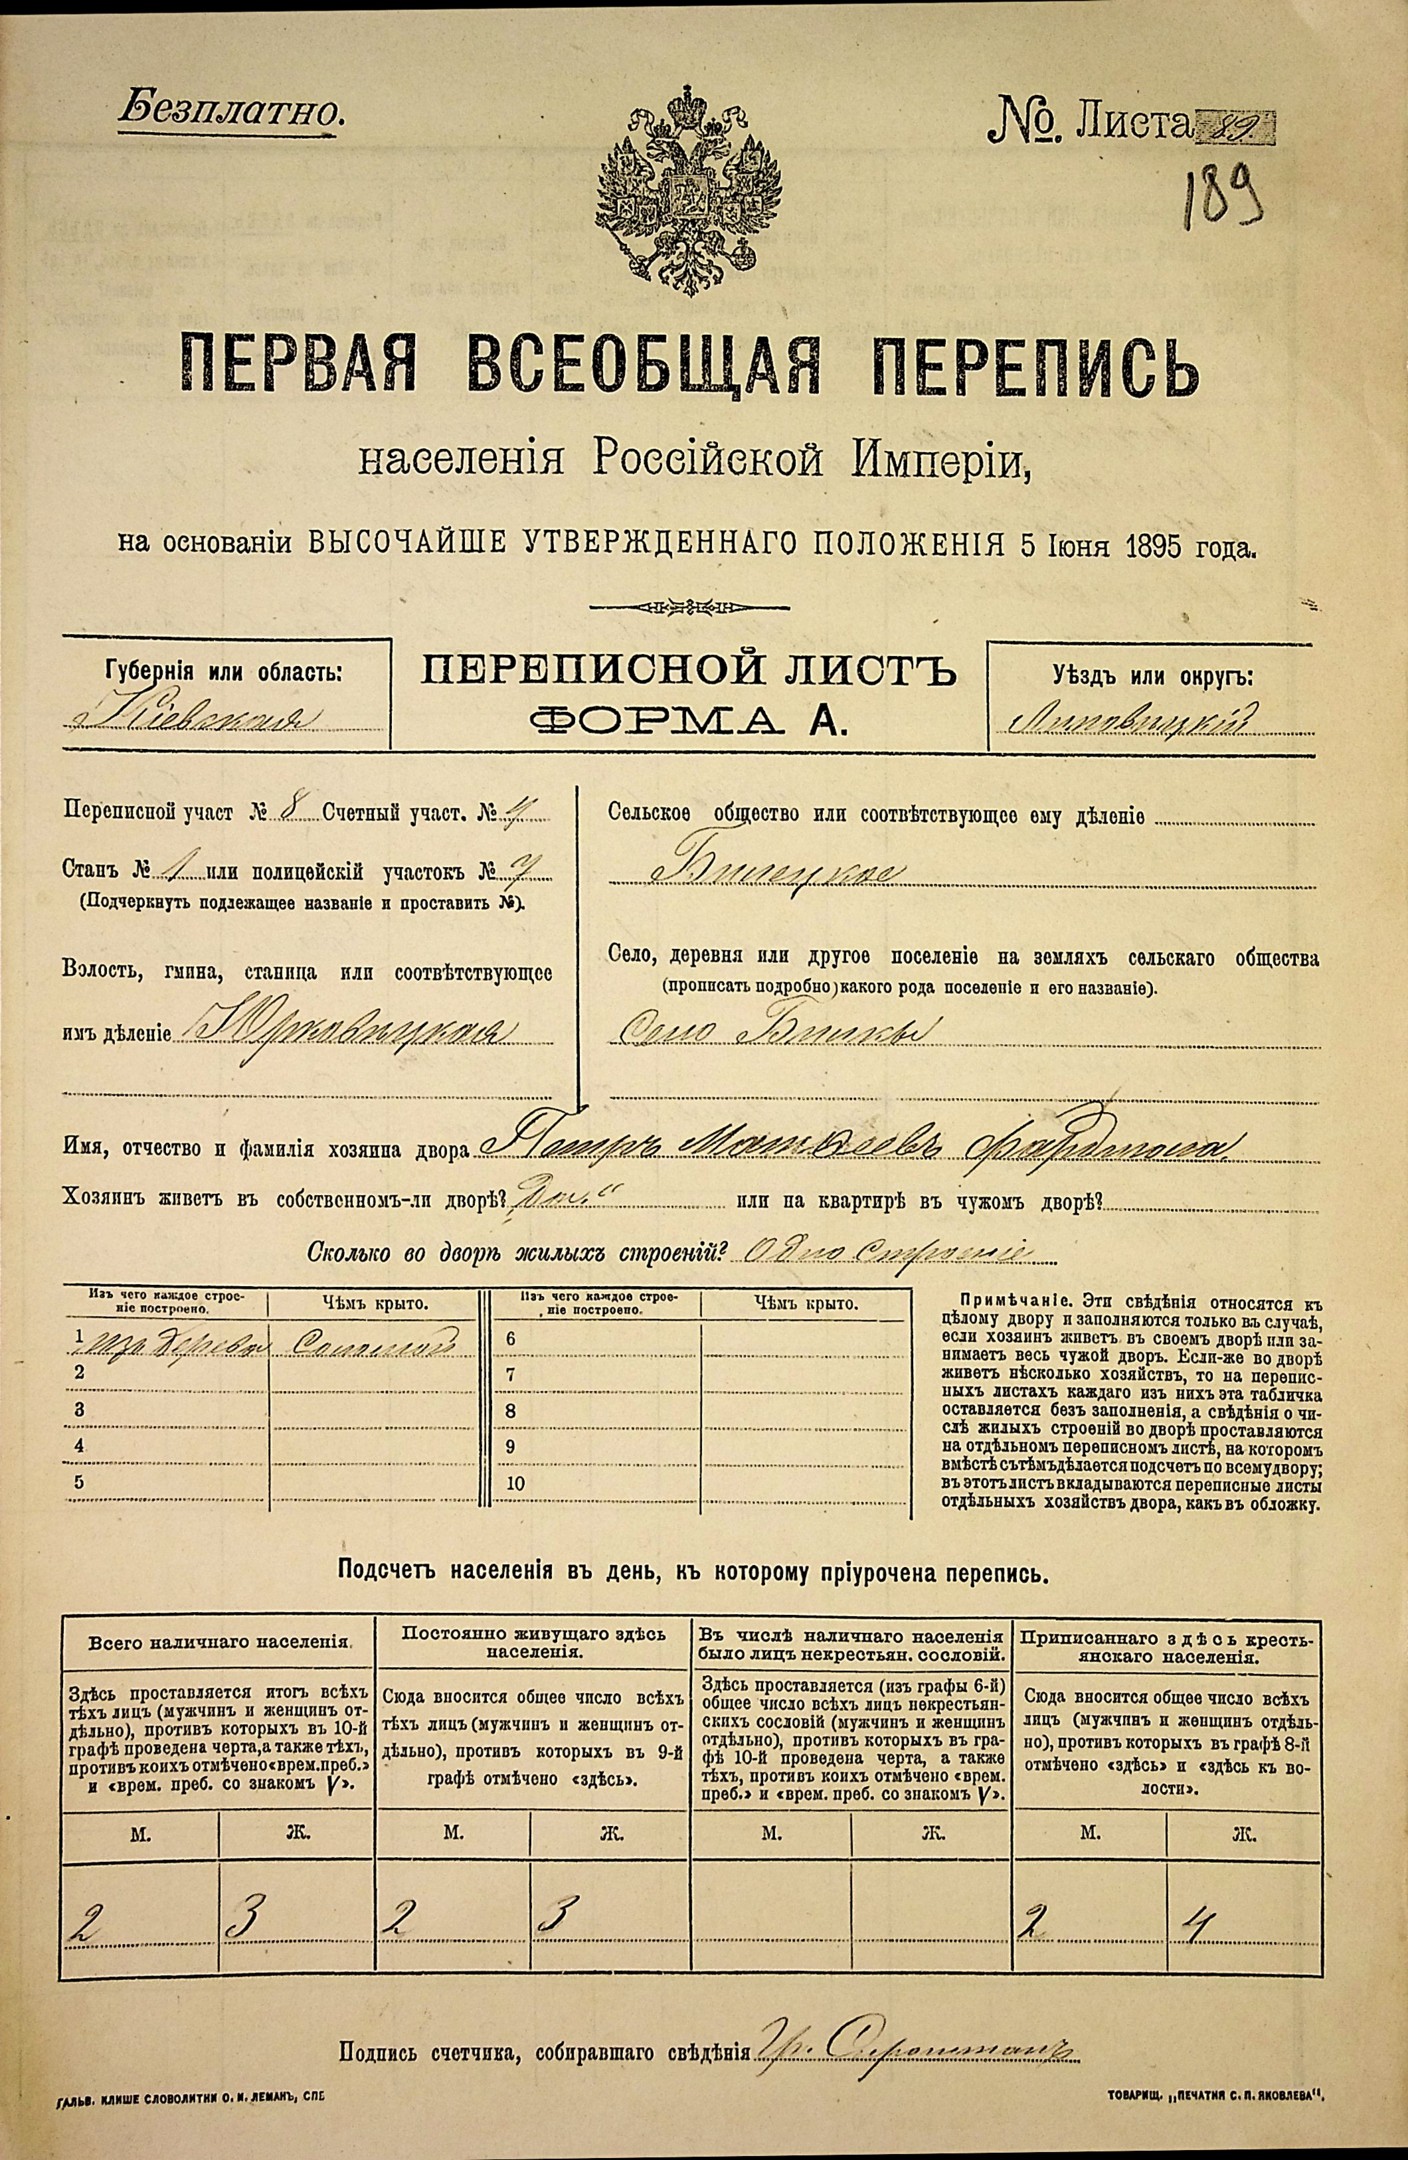 Безплатно.
№. Листа 89.
189
ПЕРВАЯ ВСЕОБЩАЯ ПЕРЕПИСЬ
населенія Россійской Имперіи,
на основаніи ВЫСОЧАЙШЕ УТВЕРЖДЕННАГО ПОЛОЖЕНІЯ 5 Іюня 1895 года.
Губернія или область:
Кіевская
ПЕРЕПИСНОЙ ЛИСТЪ
ФОРМА А.
Уѣздъ или округъ:
Липовецкій
Переписной участ № 8 Счетный участ. № 4
Станъ № 1 или полицейскій участокъ №
(Подчеркнуть подлежащее названіе и проставить №).
Волость, гмина, станица или соотвѣтствующее
имъ дѣленіе Юрковецкая
Сельское общество или соотвѣтствующее ему дѣленіе
Село, деревня или другое поселеніе на земляхъ сельскаго общества
(прописать подробно) какого рода поселеніе и его названіе).
Село
Имя, отчество и фамилія хозяина двора Петръ Матвеевъ
Хозяинъ живетъ въ собственномъ-ли дворѣ? или на квартирѣ въ чужомъ дворѣ?
Сколько во дворѣ жилыхъ строеній? Одно строеніе
Изъ чего каждое строе-
ніе построено.
Чѣмъ крыто.
Изъ чего каждое строе-
ніе построено.
Чѣмъ крыто.
1 изъ дерева Соломой 6
2 7
3 8
4 9
5 10
Примѣчаніе. Эти свѣдѣнія относятся къ
цѣлому двору и заполняются только въ случаѣ,
если хозяинъ живетъ въ своемъ дворѣ или за-
нимаетъ весь чужой дворъ. Если-же во дворѣ
живетъ нѣсколько хозяйствъ, то на перепис-
ныхъ листахъ каждаго изъ нихъ эта табличка
оставляется безъ заполненія, а свѣдѣнія о чи-
слѣ жилыхъ строеній во дворѣ проставляются
на отдѣльномъ переписномъ листѣ, на которомъ
вмѣстѣ съ тѣмъ дѣлается подсчетъ по всему двору;
въ этотъ листъ вкладываются переписные листы
отдѣльныхъ хозяйствъ двора, какъ въ обложку.
Подсчетъ населенія въ день, къ которому пріурочена перепись.
Всего наличнаго населенія.
Здѣсь проставляется итогъ всѣхъ
тѣхъ лицъ (мужчинъ и женщинъ от-
дѣльно), противъ которыхъ въ 10-й
графѣ проведена черта, а также тѣхъ,
противъ коихъ отмѣчено «врем. преб.»
и «врем. преб. со знакомъ V».
Постоянно живущаго здѣсь
населенія.
Сюда вносится общее число всѣхъ
тѣхъ лицъ (мужчинъ и женщинъ от-
дѣльно), противъ которыхъ въ 9-й
графѣ отмѣчено «здѣсь».
Въ числѣ наличнаго населенія
было лицъ некрестьян. сословій.
Здѣсь проставляется (изъ графы 6-й)
общее число всѣхъ лицъ некрестьян-
скихъ сословій (мужчинъ и женщинъ
отдѣльно), противъ которыхъ въ гра-
фѣ 10-й проведена черта, а также
тѣхъ, противъ коихъ отмѣчено «врем.
преб.» и «врем. преб. со знакомъ V».
Приписаннаго здѣсь кресть-
янскаго населенія.
Сюда вносится общее число всѣхъ
лицъ (мужчинъ и женщинъ отдѣль-
но), противъ которыхъ въ графѣ 8-й
отмѣчено «здѣсь» и «здѣсь къ во-
лости».
М. Ж. М. Ж. М. Ж. М. Ж.
2 3 2 3 2 4
Подпись счетчика, собиравшаго свѣдѣнія Гр.
ГАЛЬВ. КЛИШЕ СЛОВОЛИТНИ О. И. ЛЕМАНЪ, СПБ
ТОВАРИЩ. „ПЕЧАТНЯ С. П. ЯКОВЛЕВА“.